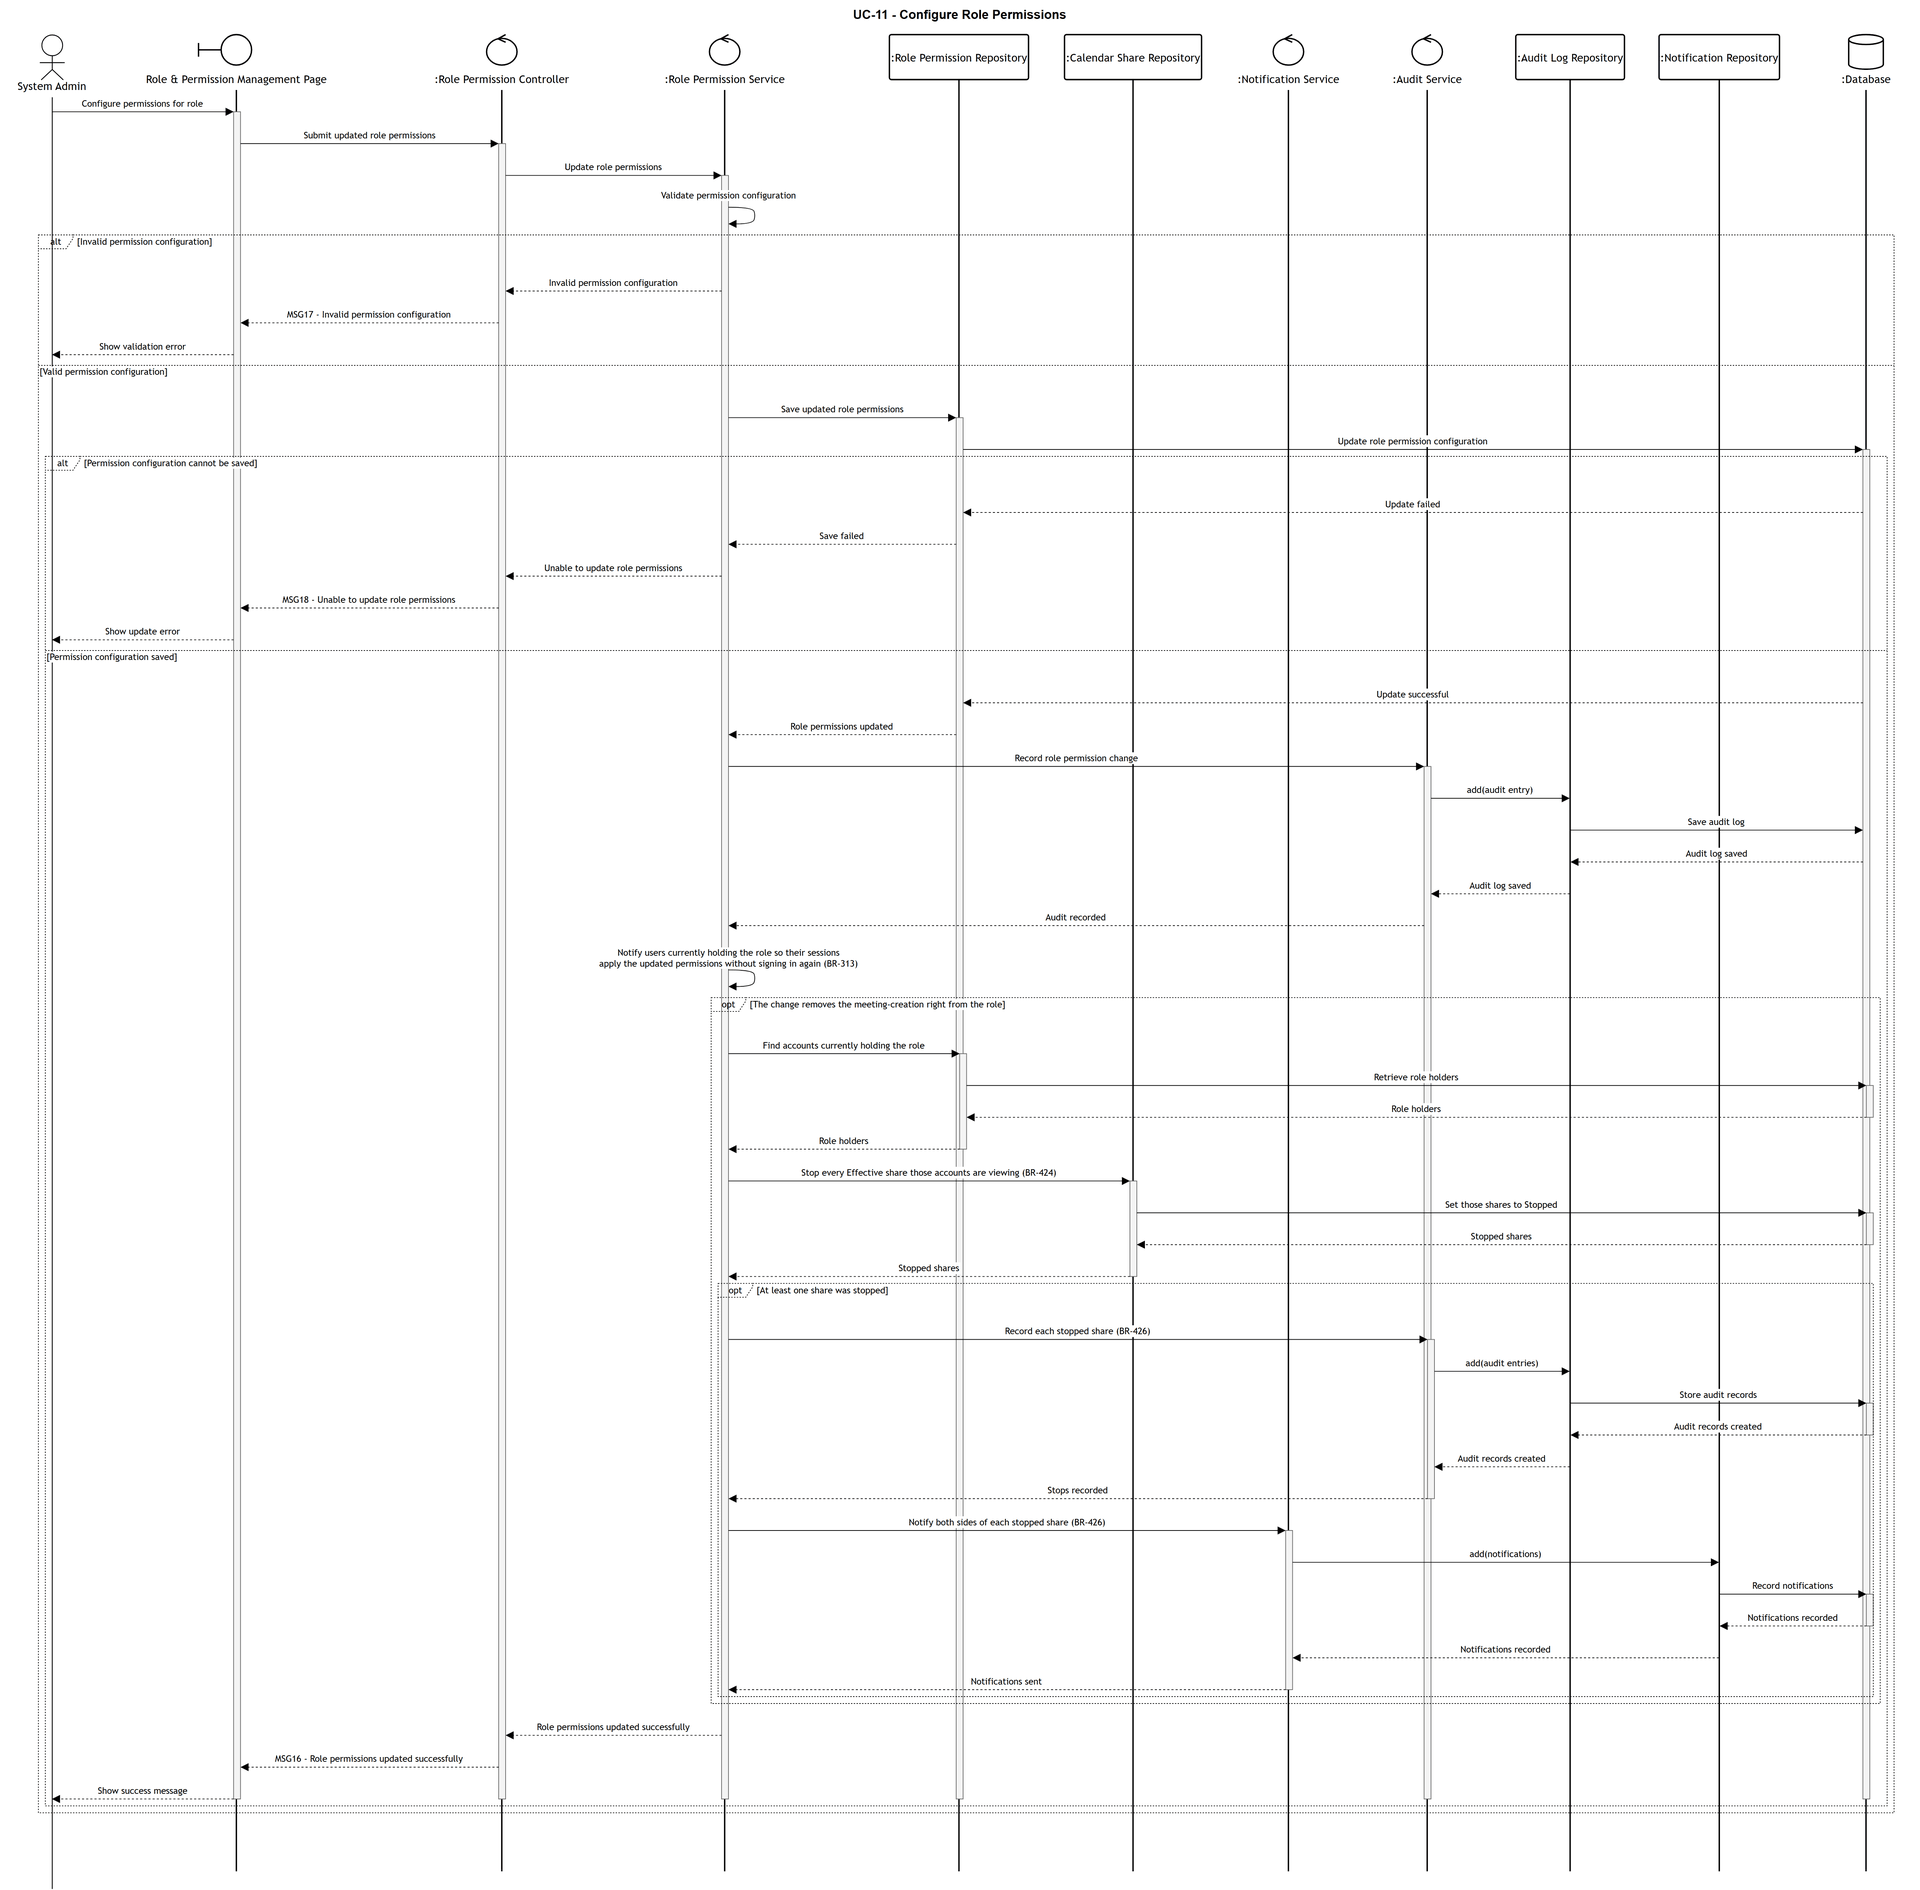 UC-11 - Configure Role Permissions
System Admin
Role & Permission Management Page
:Role Permission Controller
:Role Permission Service
:Role Permission Repository
:Calendar Share Repository
:Notification Service
:Audit Service
:Audit Log Repository
:Notification Repository
:Database
Configure permissions for role
Submit updated role permissions
Update role permissions
Validate permission configuration
alt [Invalid permission configuration]
Invalid permission configuration
MSG17 - Invalid permission configuration
Show validation error
[Valid permission configuration]
Save updated role permissions
Update role permission configuration
alt [Permission configuration cannot be saved]
Update failed
Save failed
Unable to update role permissions
MSG18 - Unable to update role permissions
Show update error
[Permission configuration saved]
Update successful
Role permissions updated
Record role permission change
add(audit entry)
Save audit log
Audit log saved
Audit log saved
Audit recorded
Notify users currently holding the role so their sessions
apply the updated permissions without signing in again (BR-313)
opt [The change removes the meeting-creation right from the role]
Find accounts currently holding the role
Retrieve role holders
Role holders
Role holders
Stop every Effective share those accounts are viewing (BR-424)
Set those shares to Stopped
Stopped shares
Stopped shares
opt [At least one share was stopped]
Record each stopped share (BR-426)
add(audit entries)
Store audit records
Audit records created
Audit records created
Stops recorded
Notify both sides of each stopped share (BR-426)
add(notifications)
Record notifications
Notifications recorded
Notifications recorded
Notifications sent
Role permissions updated successfully
MSG16 - Role permissions updated successfully
Show success message